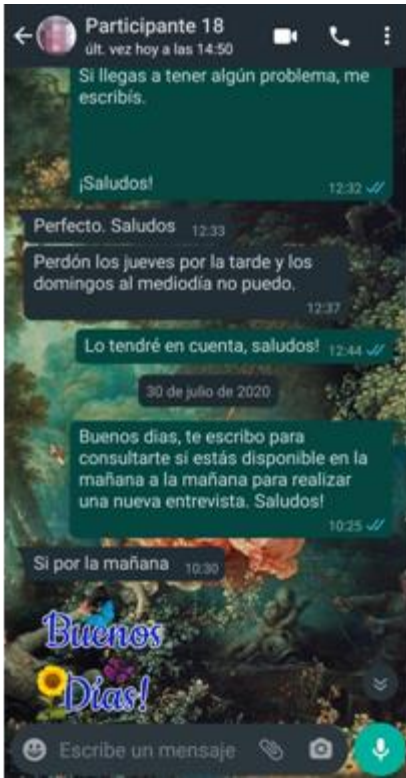 Participante 18
últ. vez hoy a las 14:50
Si llegas a tener algún problema, me
escribís.
¡Saludos!
12:32
Perfecto. Saludos 12:33
Perdón los jueves por la tarde y los
domingos al mediodía no puedo.
12:37
Lo tendré en cuenta, saludos! 12:44
30 de julio de 2020
Buenos dias, te escribo para
consultarte si estás disponible en la
mañana a la mañana para realizar
una nueva entrevista. Saludos!
10:25
Si por la mañana 10:30
Buenos
Días!
Escribe un mensaje